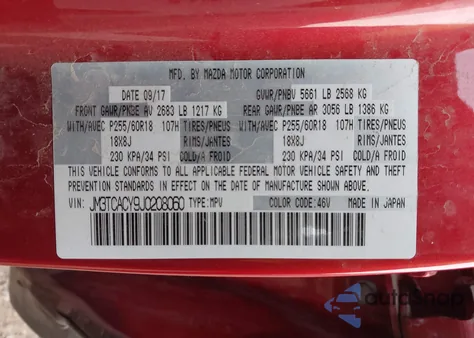 MFD. BY MAZDA MOTOR CORPORATION
DATE 09/17 GVWR/PNBV 5661 LB 2568 KG
FRONT GAWR/PNBE AV 2683 LB 1217 KG REAR GAWR/PNBE AR 3056 LB 1386 KG
WITH/AVEC P255/60R18 107H TIRES/PNEU WITH/AVEC P255/60R18 107H TIRES/PNEU
18X8J RIMS/JANTES 18X8J RIMS/JANTES
230 KPA/34 PSI COLD/A FROID 230 KPA/34 PSI COLD/A FROID
THIS VEHICLE CONFORMS TO ALL APPLICABLE FEDERAL MOTOR VEHICLE SAFETY AND THEFT PREVENTION STANDARDS IN EFFECT ON THE DATE OF MANUFACTURE SHOWN ABOVE.
VIN: JM3TCACY9J0208060 TYPE: MPV COLOR CODE: 46V MADE IN JAPAN
autosnap